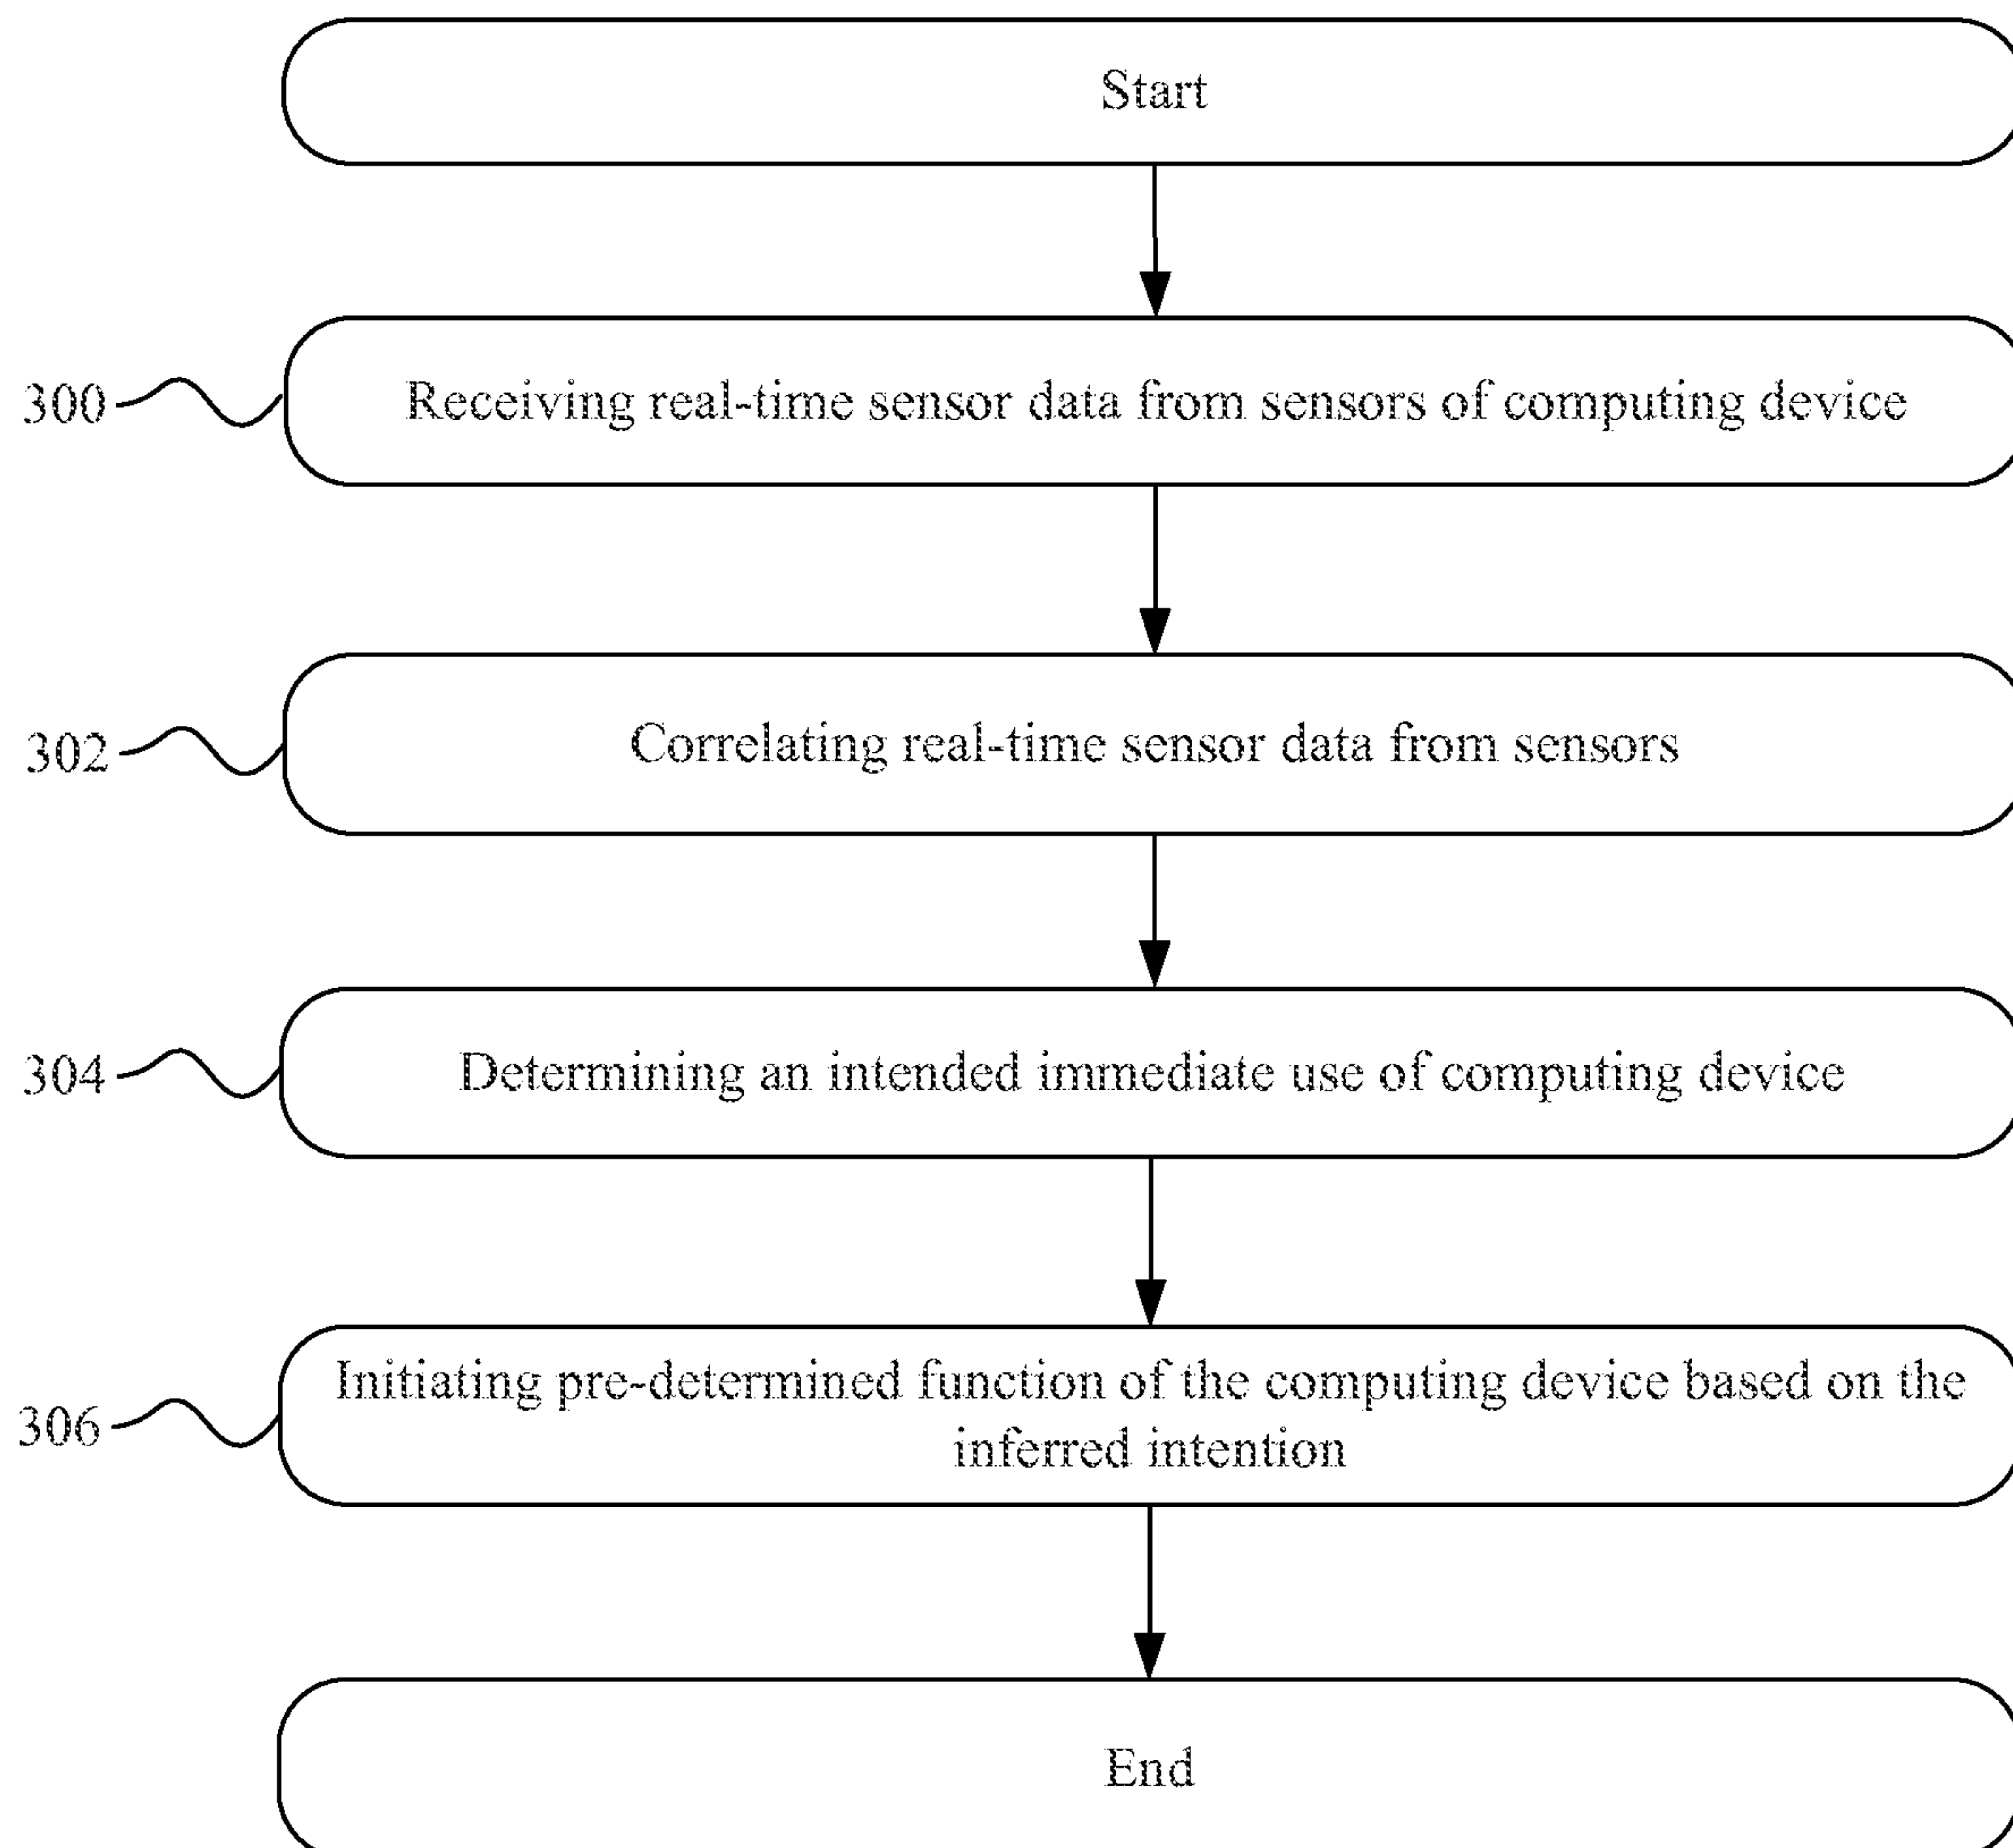 Start
300
Receiving real-time sensor data from sensors of computing device
302
Correlating real-time sensor data from sensors
304
Determining an intended immediate use of computing device
306
Initiating pre-determined function of the computing device based on the
inferred intention
End